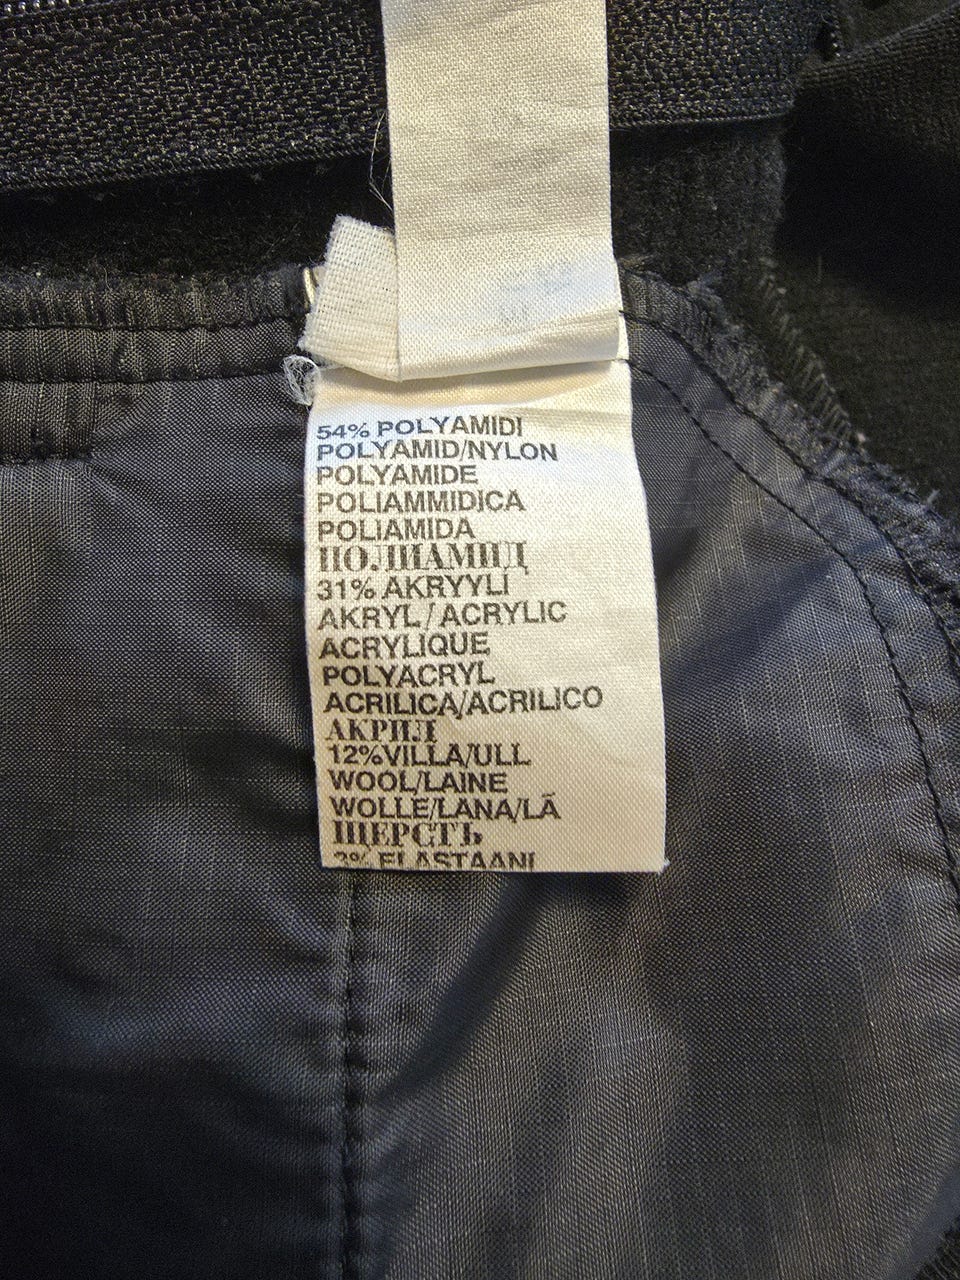 54% POLYAMIDI
POLYAMID/NYLON
POLYAMIDE
POLIAMMIDICA
POLIAMIDA
ПОЛИАМИД
31% AKRYYLI
AKRYL/ACRYLIC
ACRYLIQUE
POLYACRYL
ACRILICA/ACRILICO
АКРИЛ
12%VILLA/ULL
WOOL/LAINE
WOLLE/LANA/LÃ
ЩЕРСТЬ
3% ELASTAANI